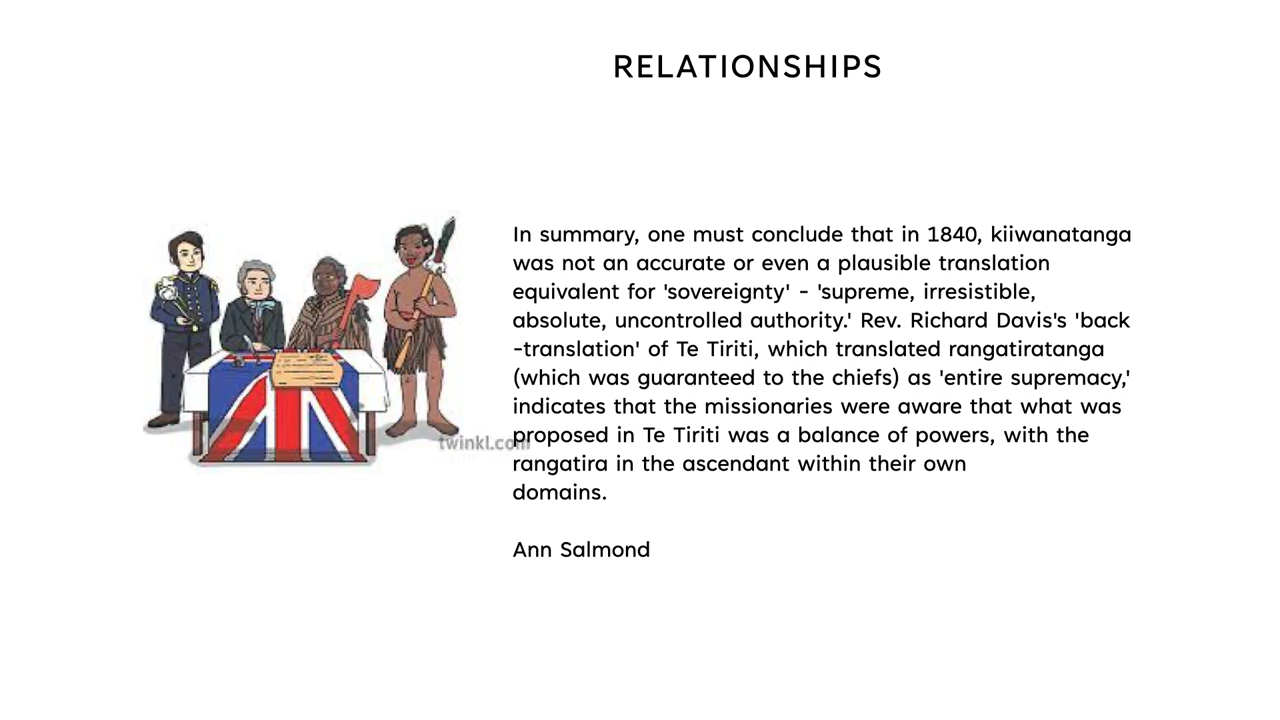 RELATIONSHIPS
In summary, one must conclude that in 1840, kiiwanatanga
was not an accurate or even a plausible translation
equivalent for 'sovereignty' - 'supreme, irresistible,
absolute, uncontrolled authority.' Rev. Richard Davis's 'back
-translation' of Te Tiriti, which translated rangatiratanga
(which was guaranteed to the chiefs) as 'entire supremacy,'
indicates that the missionaries were aware that what was
proposed in Te Tiriti was a balance of powers, with the
rangatira in the ascendant within their own
domains.
Ann Salmond
twinkl.com